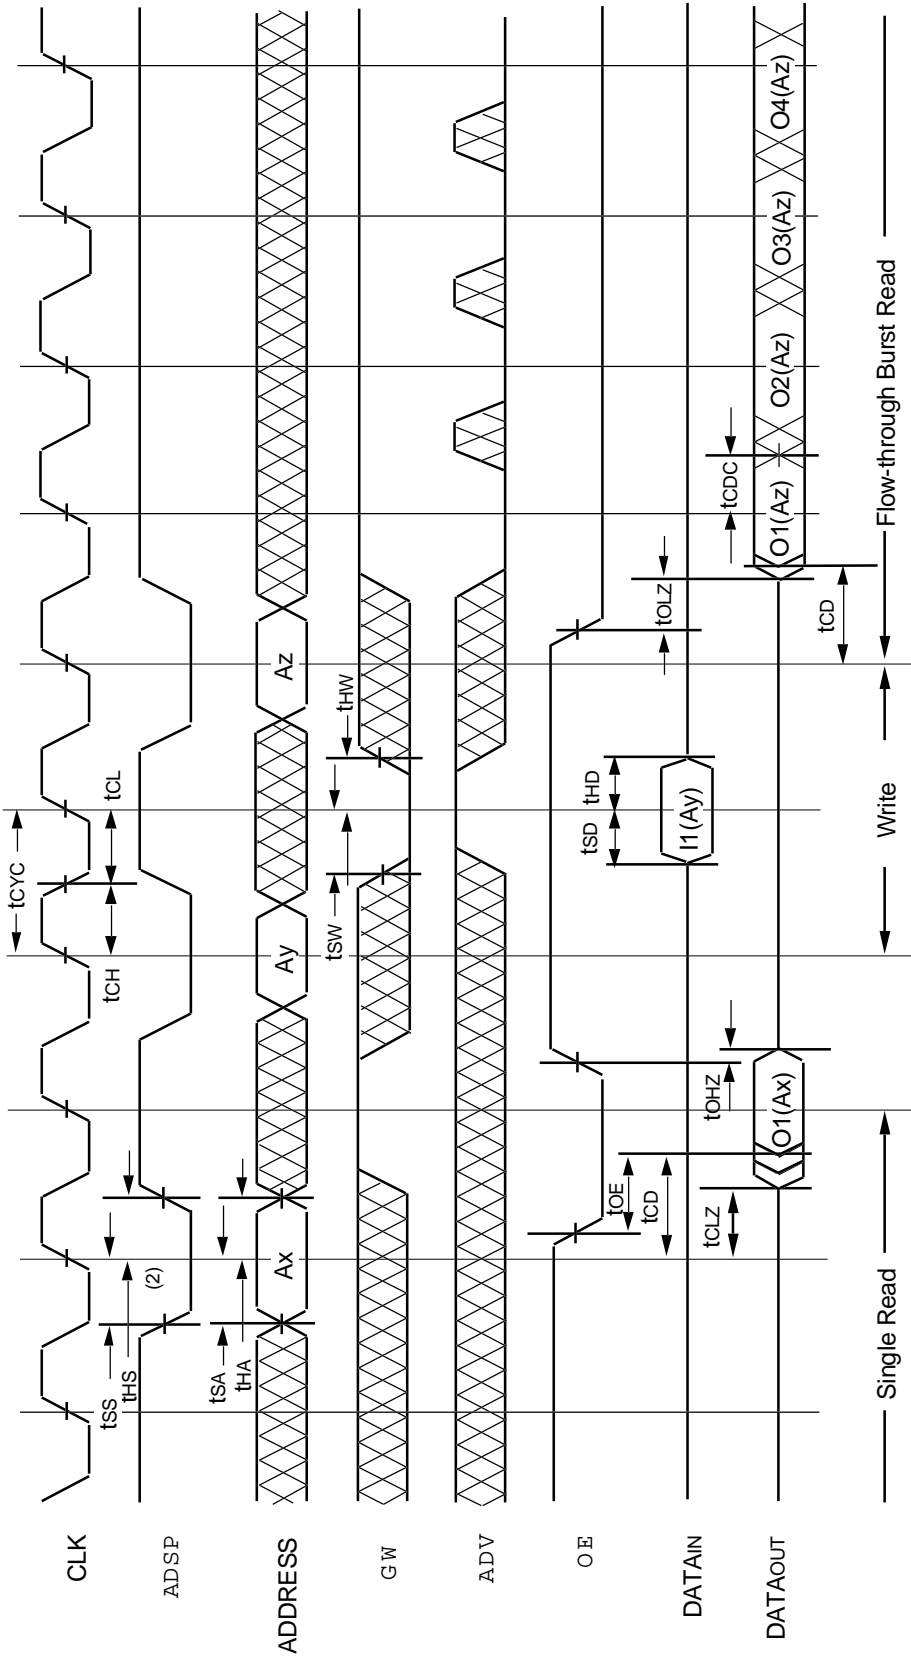 CLK
tCYC
tCH
tCL
ADSP
tSS
tHS
(2)
ADDRESS
tSA
tHA
Ax
Ay
Az
GW
tSW
tHW
ADV
OE
tOE
tOHZ
tOLZ
DATAIN
tSD
tHD
I1(Ay)
DATAOUT
tCLZ
tCD
O1(Ax)
tCD
tCDC
O1(Az)
O2(Az)
O3(Az)
O4(Az)
Single Read
Write
Flow-through Burst Read